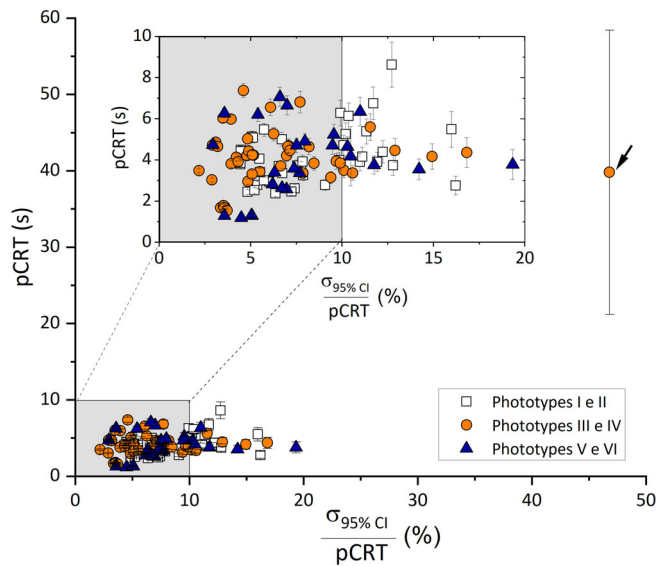 60
50
40
30
20
10
0
pCRT (s)
10
8
6
4
2
0
pCRT (s)
0 5 10 15 20
σ95% CI
pCRT
(%)
Phototypes I e II
Phototypes III e IV
Phototypes V e VI
0 10 20 30 40 50
σ95% CI
pCRT
(%)